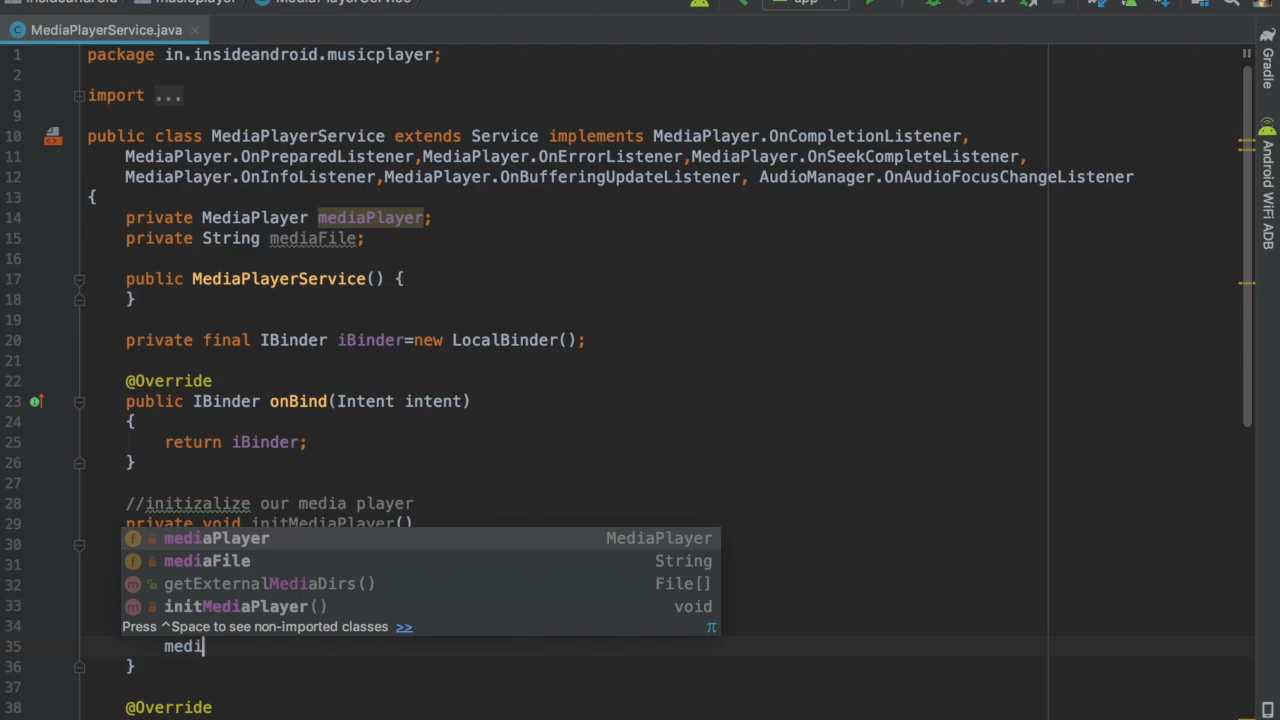 insideandroid musicplayer MediaPlayerService app
MediaPlayerService.java
1 package in.insideandroid.musicplayer;
2
3 import ...
9
10 public class MediaPlayerService extends Service implements MediaPlayer.OnCompletionListener,
11 MediaPlayer.OnPreparedListener,MediaPlayer.OnErrorListener,MediaPlayer.OnSeekCompleteListener,
12 MediaPlayer.OnInfoListener,MediaPlayer.OnBufferingUpdateListener, AudioManager.OnAudioFocusChangeListener
13 {
14 private MediaPlayer mediaPlayer;
15 private String mediaFile;
16
17 public MediaPlayerService() {
18 }
19
20 private final IBinder iBinder=new LocalBinder();
21
22 @Override
23 public IBinder onBind(Intent intent)
24 {
25 return iBinder;
26 }
27
28 //initizalize our media player
29 private void initMediaPlayer()
30 mediaPlayer MediaPlayer
31 mediaFile String
32 getExternalMediaDirs() File[]
33 initMediaPlayer() void
34 Press ^Space to see non-imported classes >> π
35 medi
36 }
37
38 @Override
Gradle
Android WiFi ADB